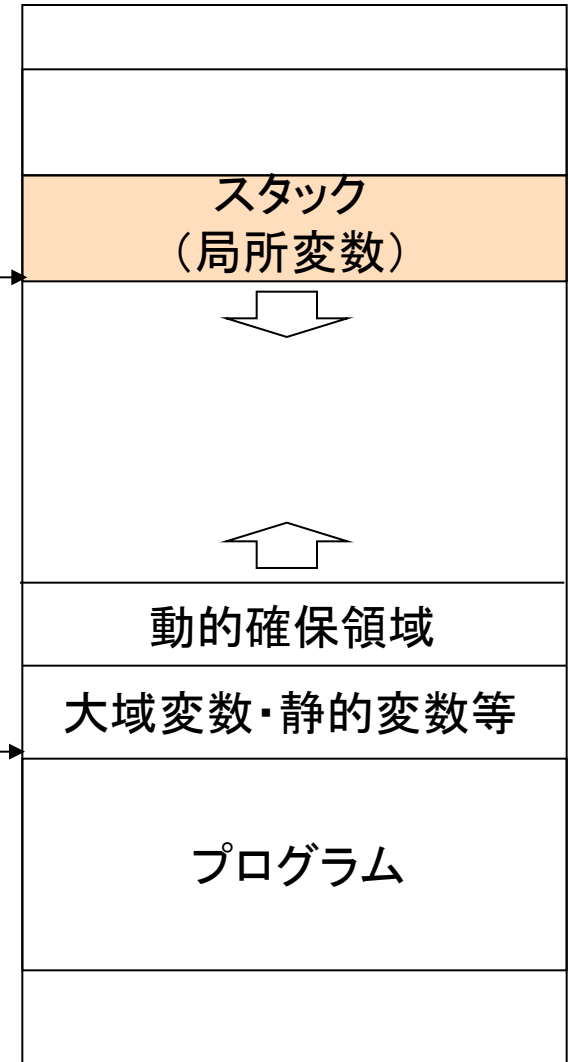 スタック
（局所変数）
動的確保領域
大域変数・静的変数等
プログラム